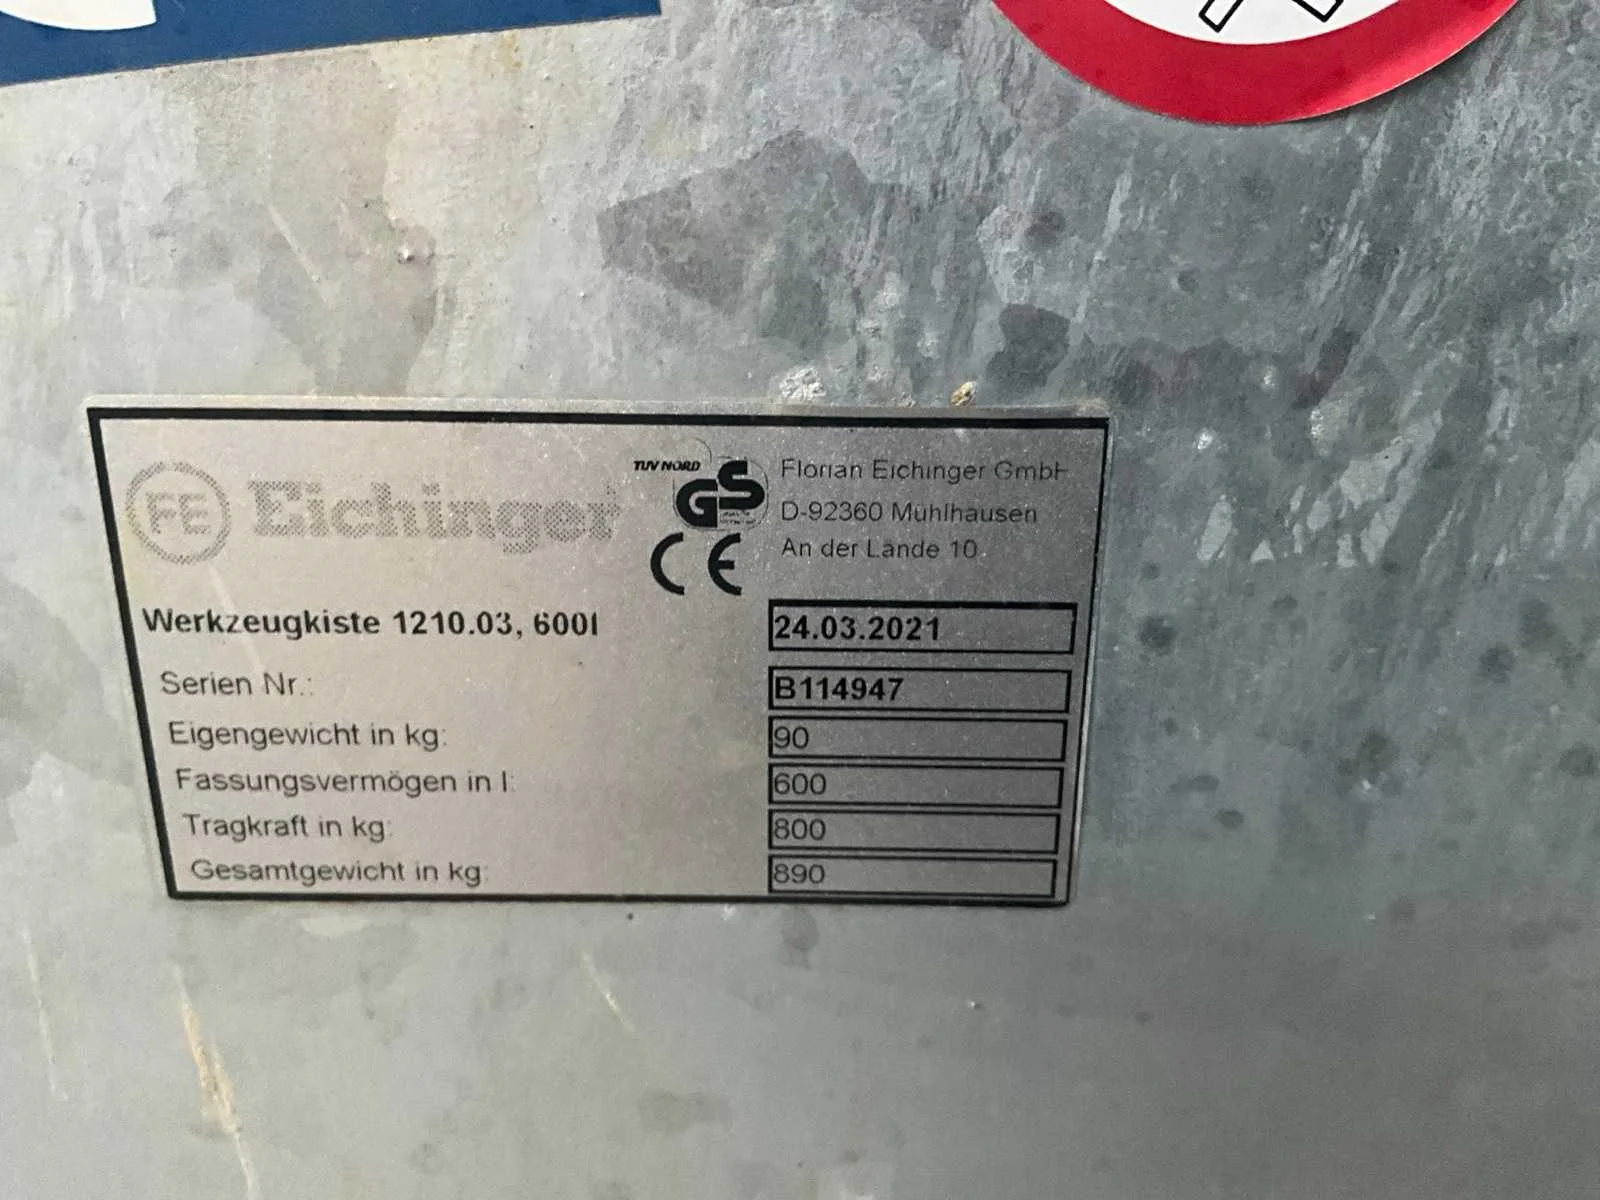 FE Eichinger
TUV NORD
GS
CE
Florian Eichinger GmbH
D-92360 Mühlhausen
An der Lände 10
Werkzeugkiste 1210.03, 600l
24.03.2021
Serien Nr.: B114947
Eigengewicht in kg: 90
Fassungsvermögen in l: 600
Tragkraft in kg: 800
Gesamtgewicht in kg: 890